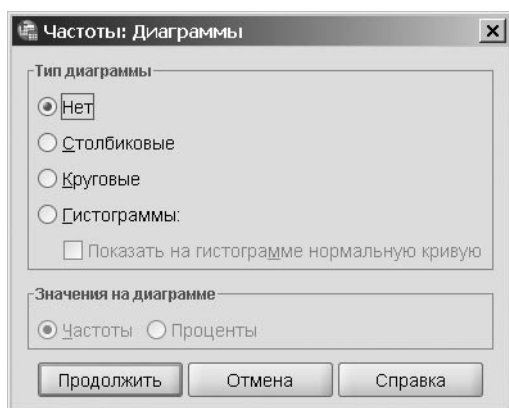 Частоты: Диаграммы
Тип диаграммы
Нет
Столбиковые
Круговые
Гистограммы:
Показать на гистограмме нормальную кривую
Значения на диаграмме
Частоты Проценты
Продолжить Отмена Справка